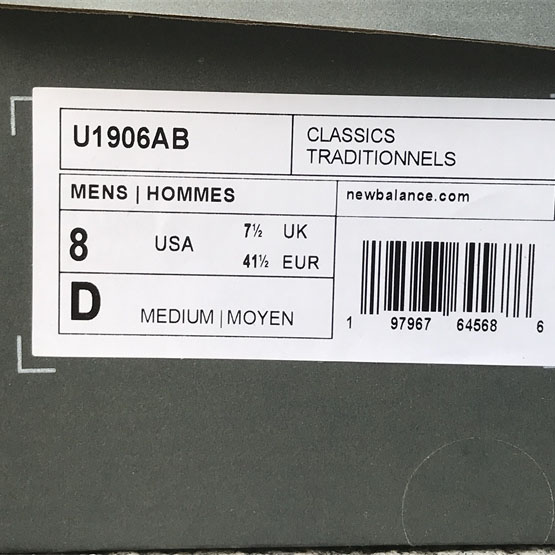 U1906AB
CLASSICS
TRADITIONNELS
MENS | HOMMES
newbalance.com
8 USA 7½ UK
41½ EUR
D MEDIUM | MOYEN
1 97967 64568 6